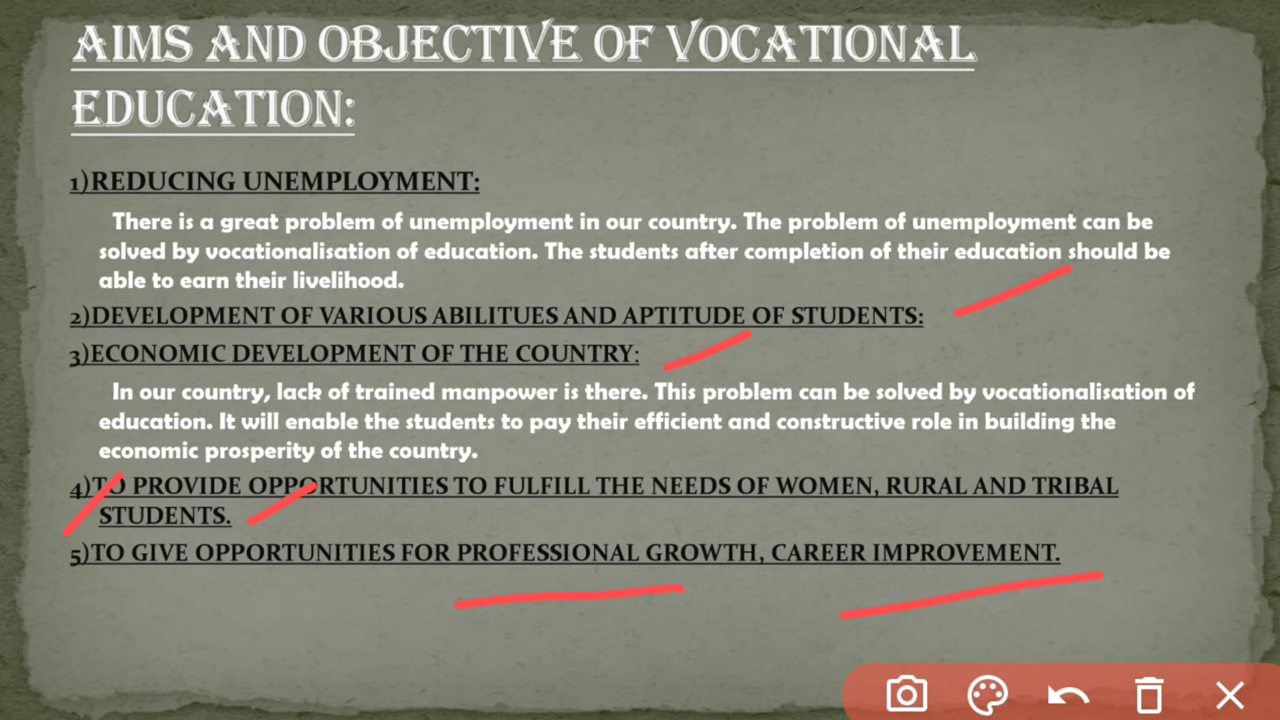 AIMS AND OBJECTIVE OF VOCATIONAL
EDUCATION:
1)REDUCING UNEMPLOYMENT:
There is a great problem of unemployment in our country. The problem of unemployment can be
solved by vocationalisation of education. The students after completion of their education should be
able to earn their livelihood.
2)DEVELOPMENT OF VARIOUS ABILITUES AND APTITUDE OF STUDENTS:
3)ECONOMIC DEVELOPMENT OF THE COUNTRY:
In our country, lack of trained manpower is there. This problem can be solved by vocationalisation of
education. It will enable the students to pay their efficient and constructive role in building the
economic prosperity of the country.
4)TO PROVIDE OPPORTUNITIES TO FULFILL THE NEEDS OF WOMEN, RURAL AND TRIBAL
STUDENTS.
5)TO GIVE OPPORTUNITIES FOR PROFESSIONAL GROWTH, CAREER IMPROVEMENT.